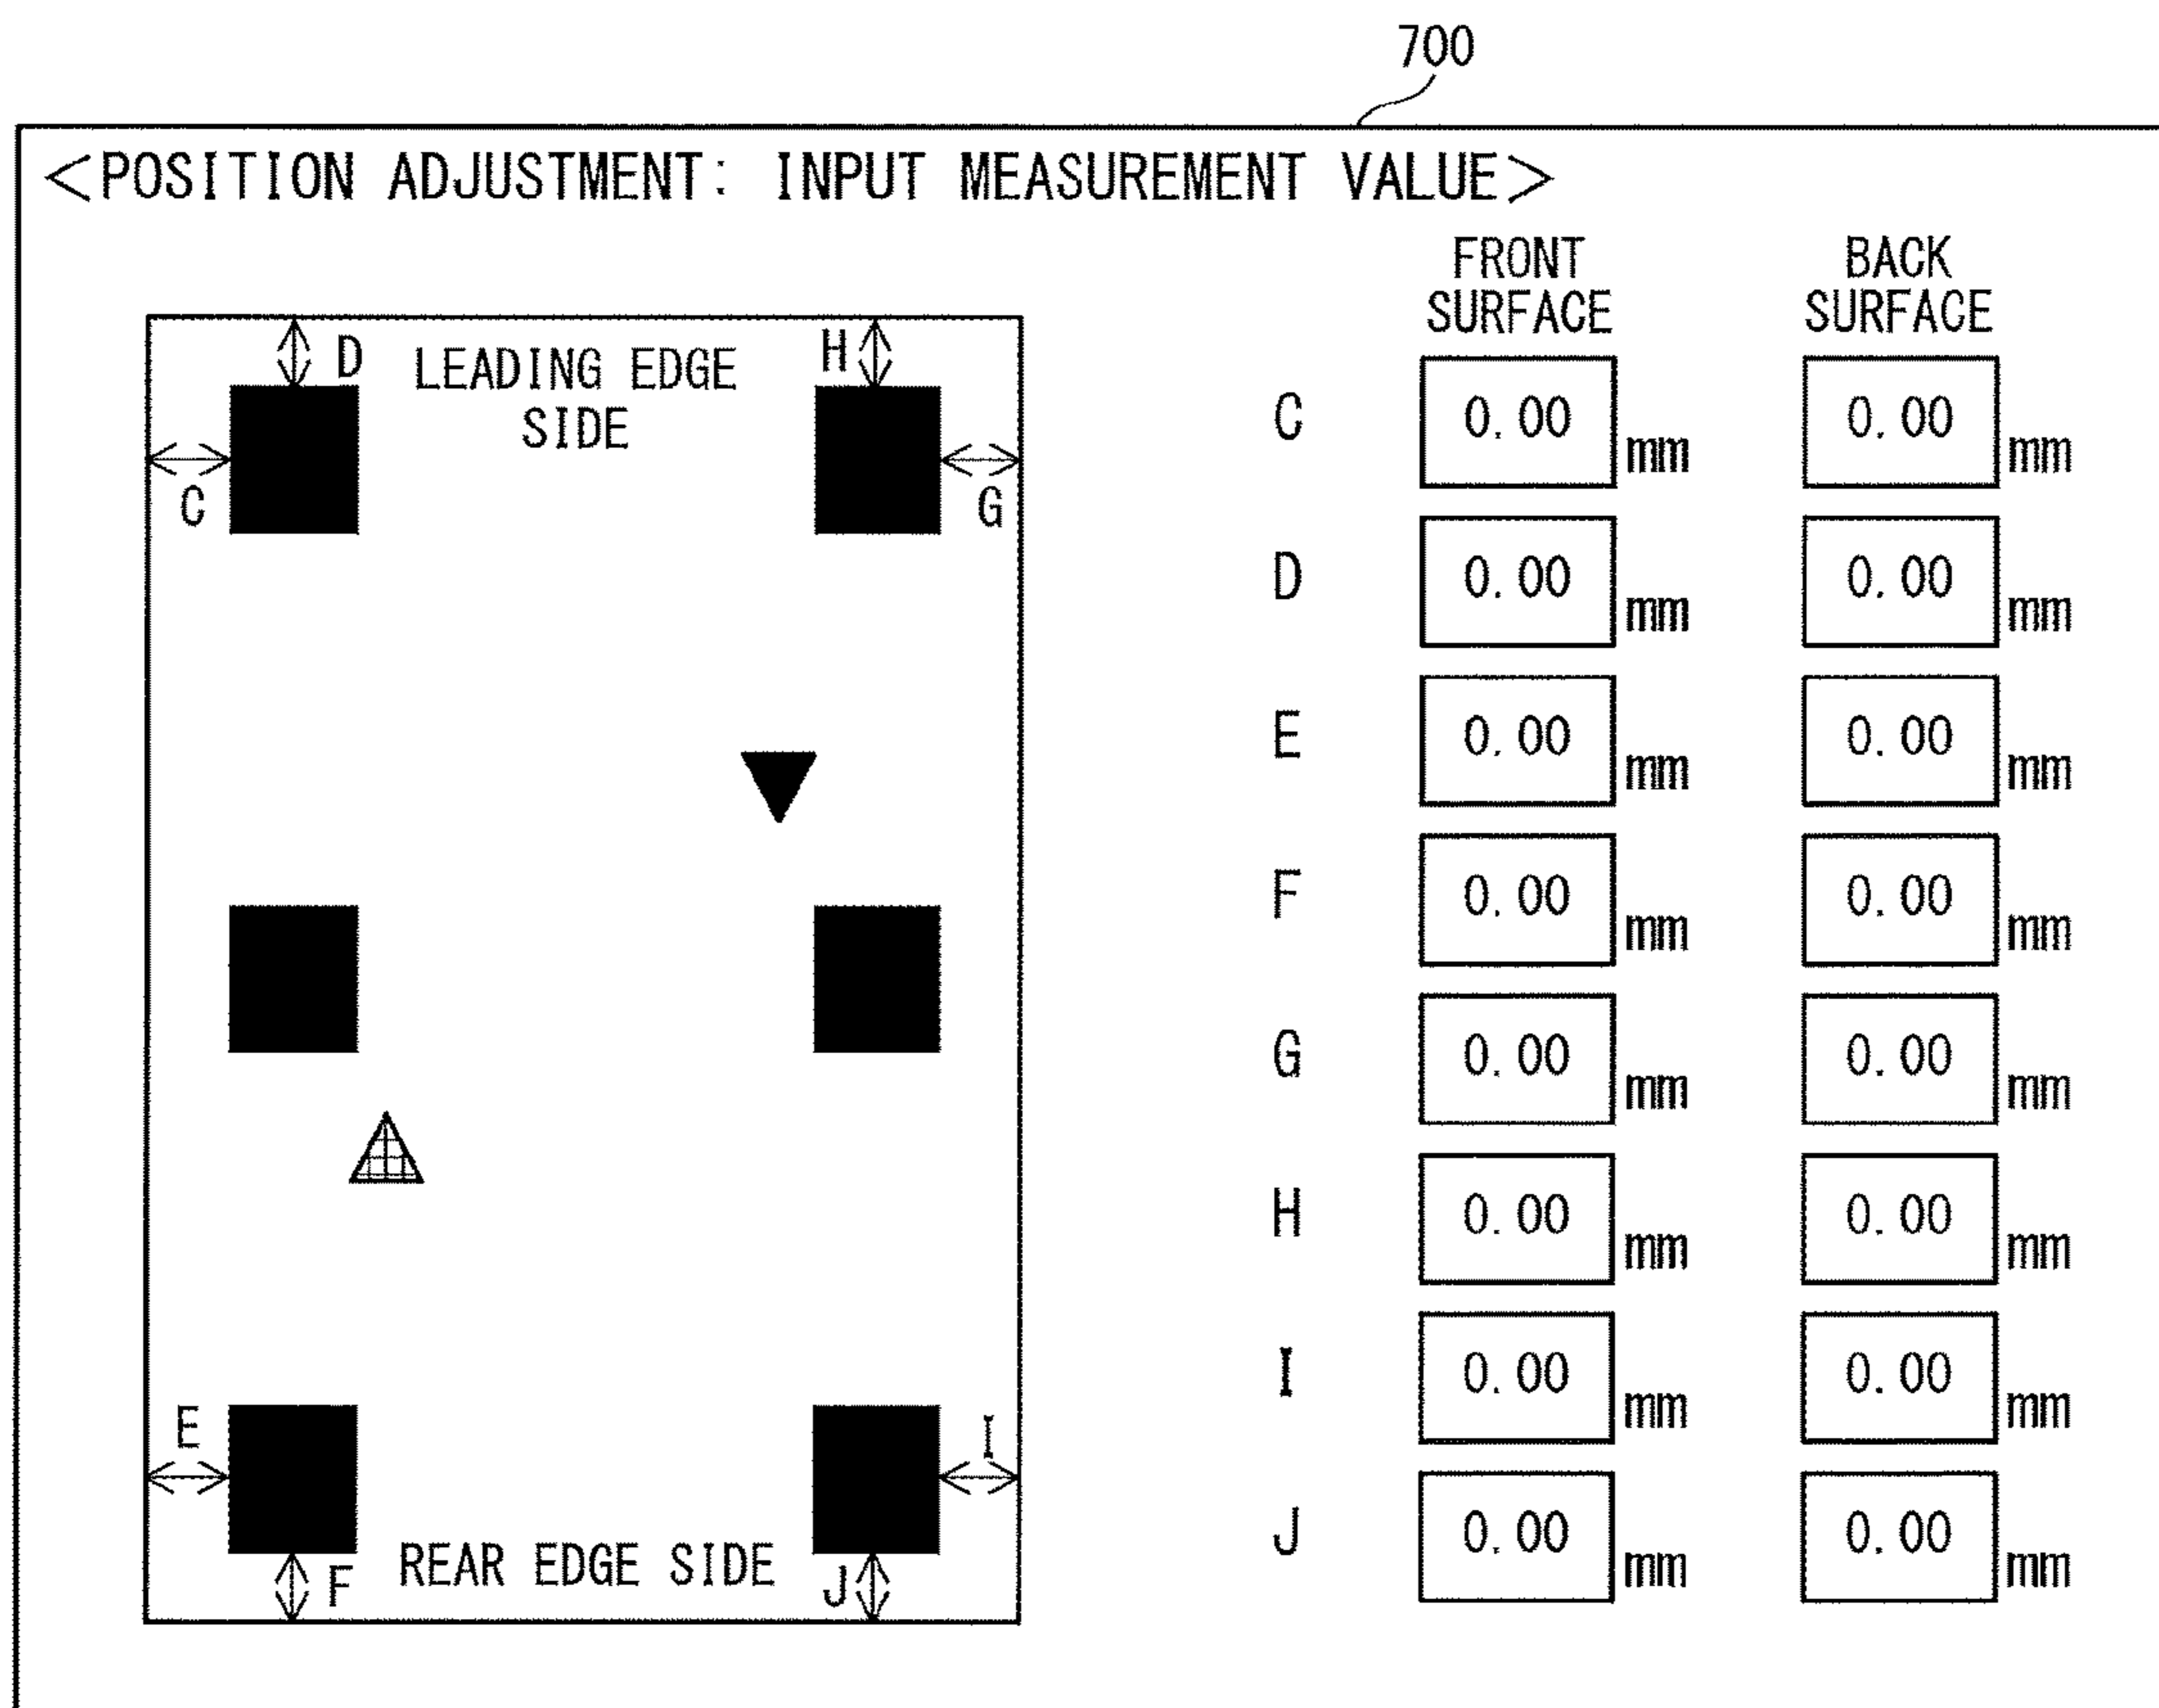 700
<POSITION ADJUSTMENT: INPUT MEASUREMENT VALUE>
FRONT SURFACE
BACK SURFACE
D
LEADING EDGE SIDE
H
C
G
E
I
F
REAR EDGE SIDE
J
C 0.00 mm 0.00 mm
D 0.00 mm 0.00 mm
E 0.00 mm 0.00 mm
F 0.00 mm 0.00 mm
G 0.00 mm 0.00 mm
H 0.00 mm 0.00 mm
I 0.00 mm 0.00 mm
J 0.00 mm 0.00 mm